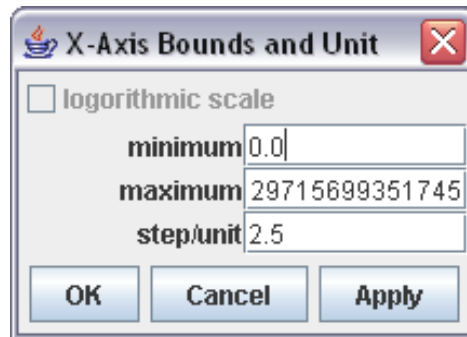 X-Axis Bounds and Unit
logorithmic scale
minimum 0.0
maximum 29715699351745
step/unit 2.5
OK Cancel Apply